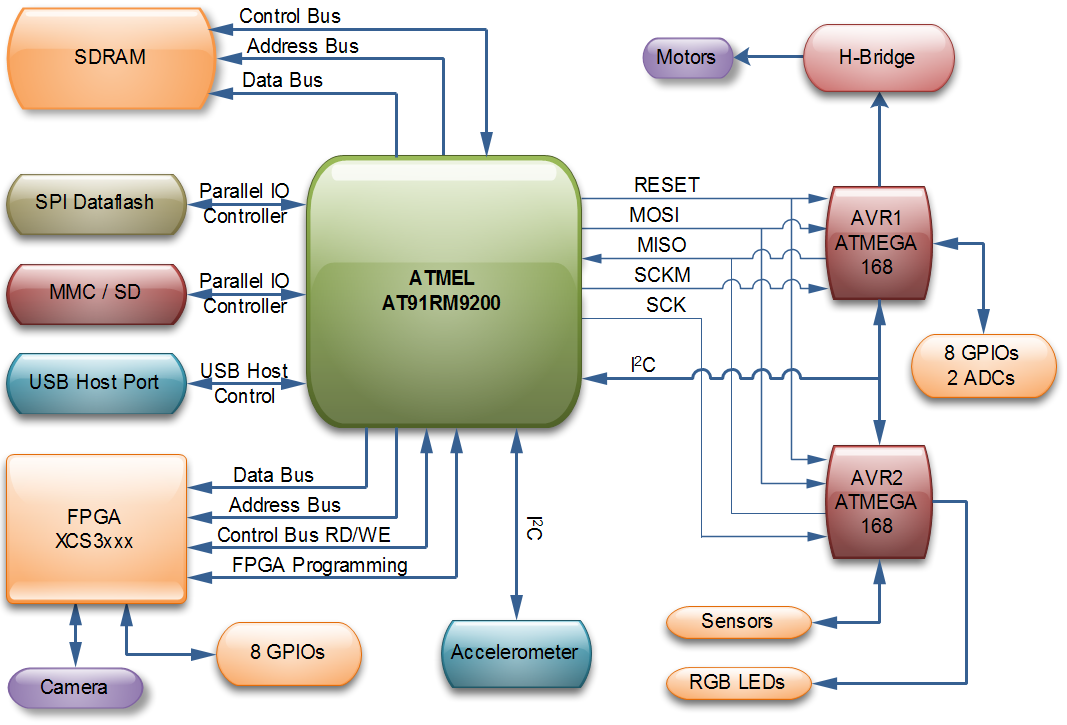 SDRAM
Control Bus
Address Bus
Data Bus
Motors
H-Bridge
SPI Dataflash
Parallel IO
Controller
MMC / SD
Parallel IO
Controller
USB Host Port
USB Host
Control
ATMEL
AT91RM9200
RESET
MOSI
MISO
SCKM
SCK
I²C
AVR1
ATMEGA
168
8 GPIOs
2 ADCs
AVR2
ATMEGA
168
FPGA
XCS3xxx
Data Bus
Address Bus
Control Bus RD/WE
FPGA Programming
I²C
Camera
8 GPIOs
Accelerometer
Sensors
RGB LEDs